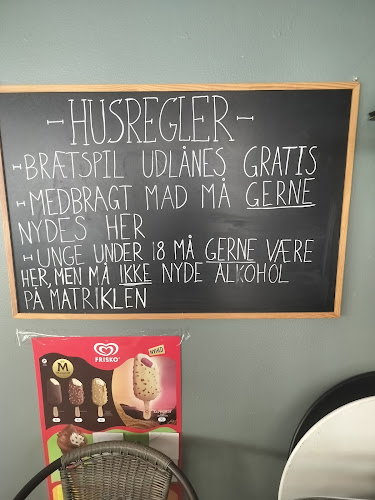 HUSREGLER
BRÆTSPIL UDLÅNES GRATIS
MEDBRAGT MAD MÅ GERNE
NYDES HER
UNGE UNDER 18 MÅ GERNE VÆRE
HER, MEN MÅ IKKE NYDE ALKOHOL
PÅ MATRIKLEN
FRISKO
M